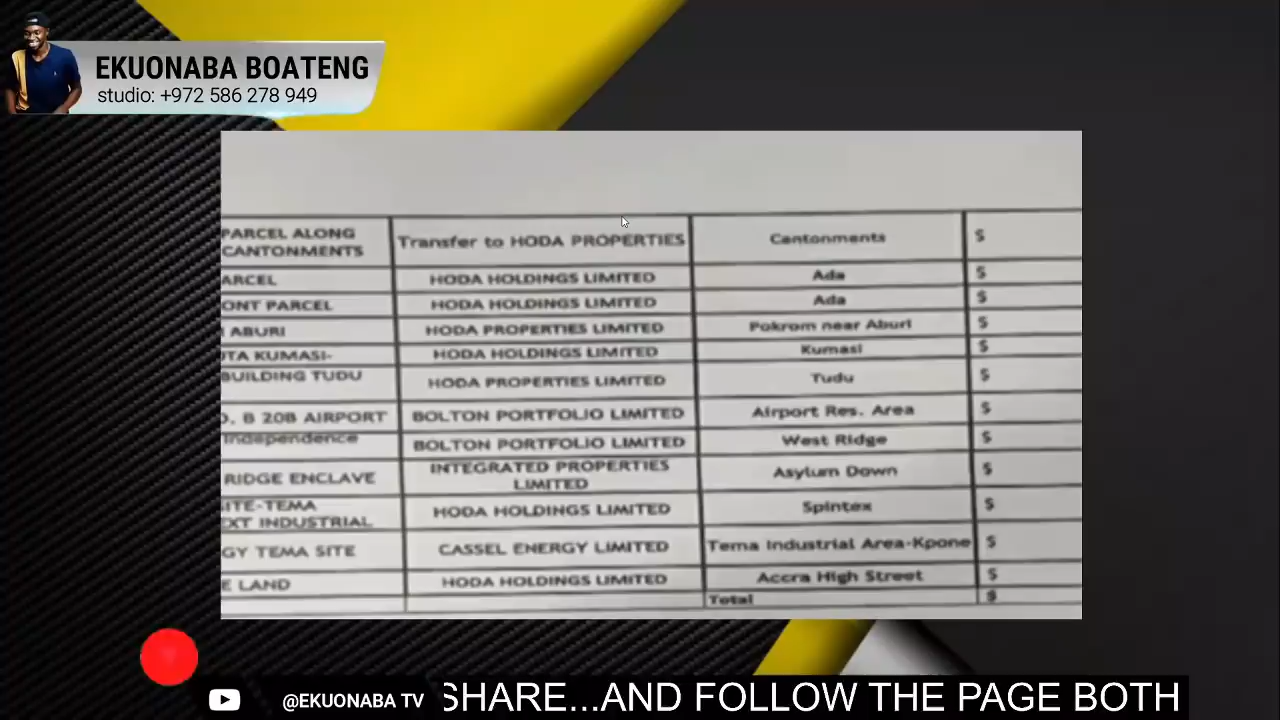 EKUONABA BOATENG
studio: +972 586 278 949
PARCEL ALONG
CANTONMENTS
Transfer to HODA PROPERTIES
Cantonments
$
ARCEL
HODA HOLDINGS LIMITED
Ada
$
ONT PARCEL
HODA HOLDINGS LIMITED
Ada
$
ABURI
HODA PROPERTIES LIMITED
Pokrom near Aburi
$
TA KUMASI-
HODA HOLDINGS LIMITED
Kumasi
$
BUILDING TUDU
HODA PROPERTIES LIMITED
Tudu
$
. B 20B AIRPORT
BOLTON PORTFOLIO LIMITED
Airport Res. Area
$
Independence
BOLTON PORTFOLIO LIMITED
West Ridge
$
RIDGE ENCLAVE
INTEGRATED PROPERTIES
LIMITED
Asylum Down
$
ITE-TEMA
EXT INDUSTRIAL
HODA HOLDINGS LIMITED
Spintex
$
GY TEMA SITE
CASSEL ENERGY LIMITED
Tema Industrial Area-Kpone
$
E LAND
HODA HOLDINGS LIMITED
Accra High Street
$
Total
$
@EKUONABA TV
SHARE...AND FOLLOW THE PAGE BOTH